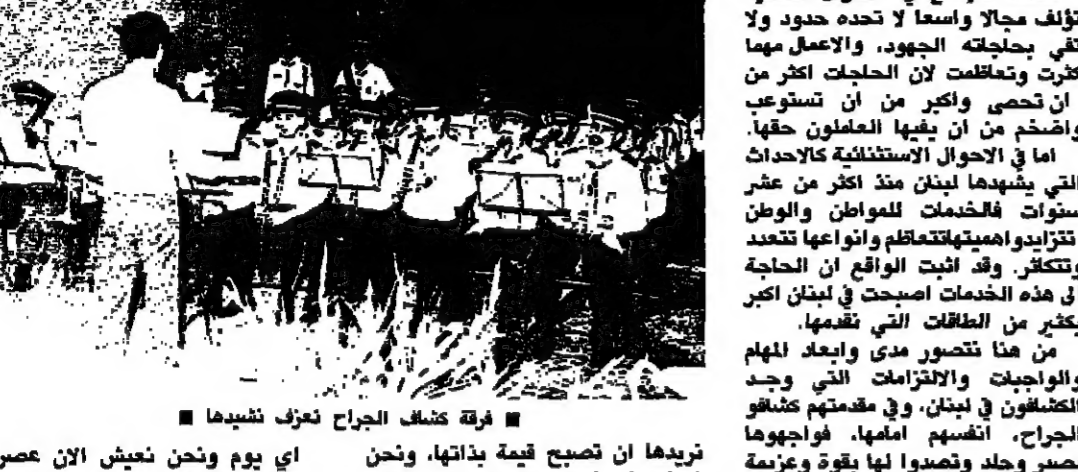 تؤلف مجالا واسعا لا تحده حدود ولا
تفي بحاجاته الجهود، والاعمال مهما
كثرت وتعاظمت لان الحاجات اكثر من
ان تحصى واكبر من ان تستوعب
واضخم من ان يفيها العاملون حقها.
اما في الاحوال الاستثنائية كالاحداث
التي يشهدها لبنان منذ اكثر من عشر
سنوات فالخدمات للمواطن والوطن
تتزايد واهميتها تتعاظم وانواعها تتعدد
وتتكاثر. وقد اثبت الواقع ان الحاجة
لى هذه الخدمات اصبحت في لبنان اكبر
بكثير من الطاقات التي نقدمها.
من هنا نتصور مدى وابعاد المهام
والواجبات والالتزامات التي وجد
الكشافون في لبنان، وفي مقدمتهم كشافو
الجراح، انفسهم امامها، فواجهوها
بصبر وجلد وتصدوا لها بقوة وعزيمة
■ فرقة كشاف الجراح تعزف نشيدها ■
نريدها ان تصبح قيمة بذاتها، ونحن
اي يوم ونحن نعيش الان عصر